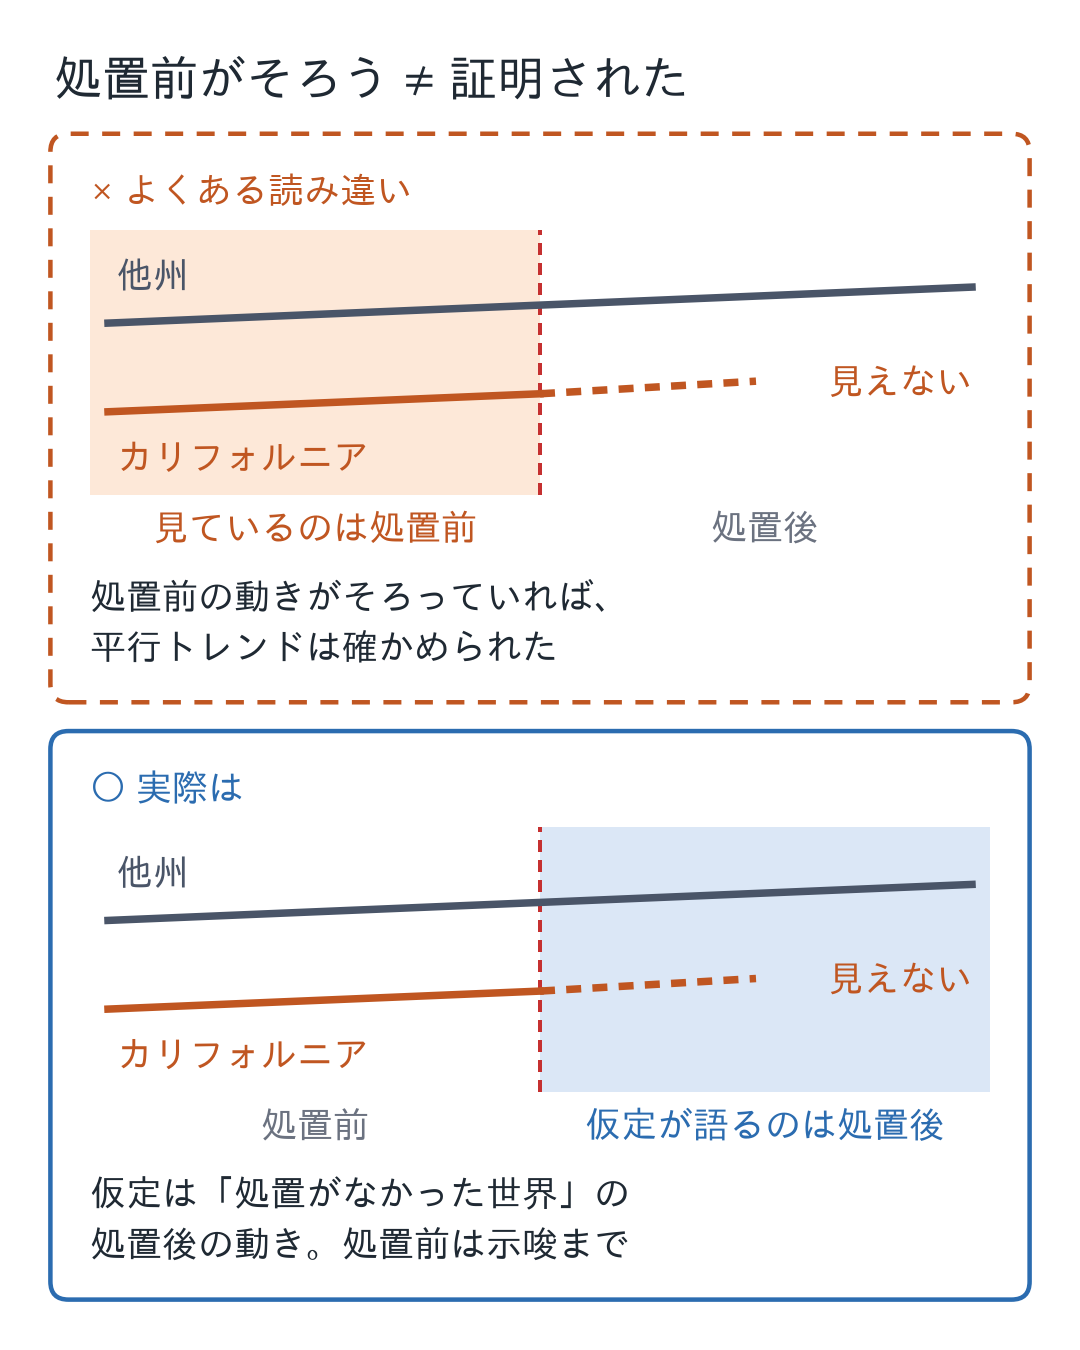 処置前がそろう ≠ 証明された
× よくある読み違い
他州
見えない
カリフォルニア
見ているのは処置前
処置後
処置前の動きがそろっていれば、
平行トレンドは確かめられた
○ 実際は
他州
見えない
カリフォルニア
処置前
仮定が語るのは処置後
仮定は「処置がなかった世界」の
処置後の動き。処置前は示唆まで